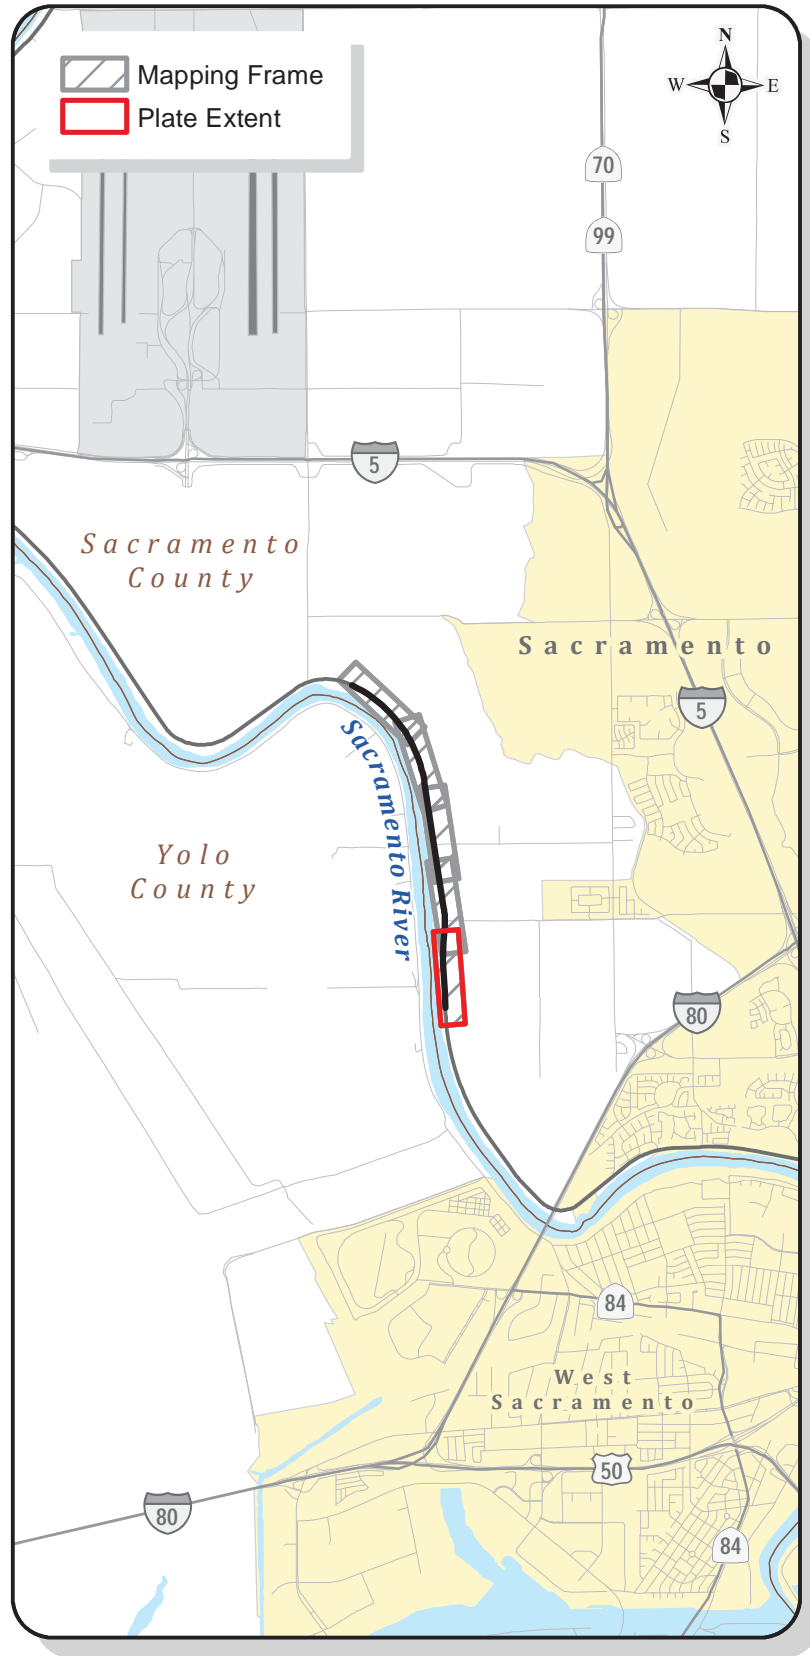 Mapping Frame
Plate Extent
N
W E
S
70
99
5
Sacramento
County
Sacramento
5
Sacramento River
Yolo
County
80
84
West
Sacramento
50
80
84